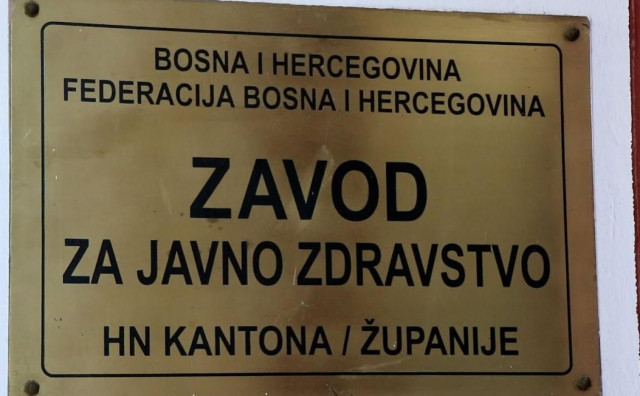 BOSNA I HERCEGOVINA
FEDERACIJA BOSNA I HERCEGOVINA
ZAVOD
ZA JAVNO ZDRAVSTVO
HN KANTONA / ŽUPANIJE